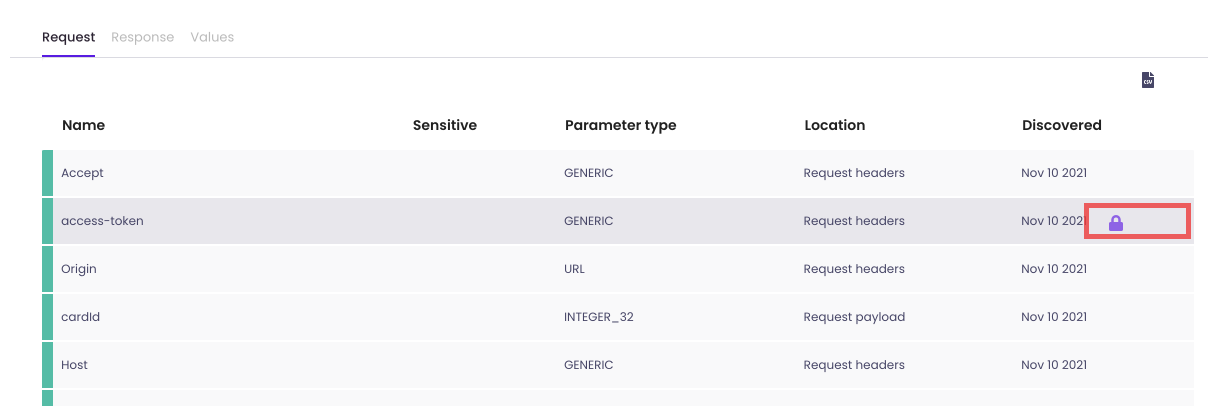 Request Response Values
CSV
Name Sensitive Parameter type Location Discovered
Accept GENERIC Request headers Nov 10 2021
access-token GENERIC Request headers Nov 10 2021
Origin URL Request headers Nov 10 2021
cardId INTEGER_32 Request payload Nov 10 2021
Host GENERIC Request headers Nov 10 2021